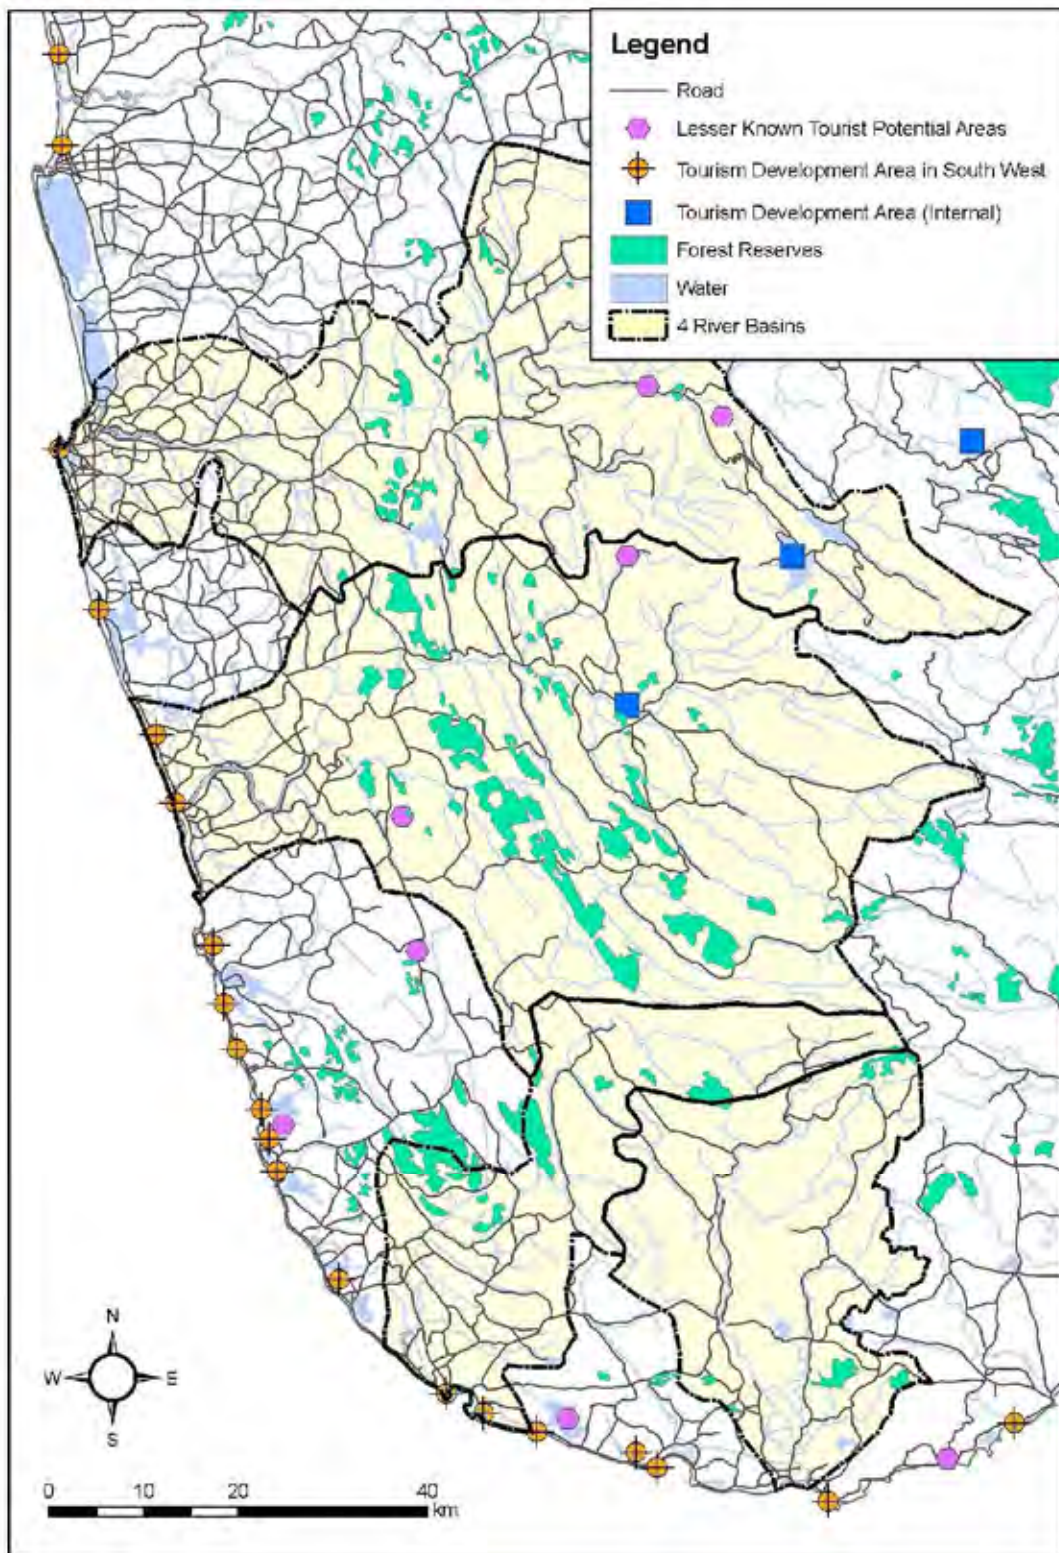 Legend
Road
Lesser Known Tourist Potential Areas
Tourism Development Area in South West
Tourism Development Area (Internal)
Forest Reserves
Water
4 River Basins
N
W E
S
0 10 20 40
km